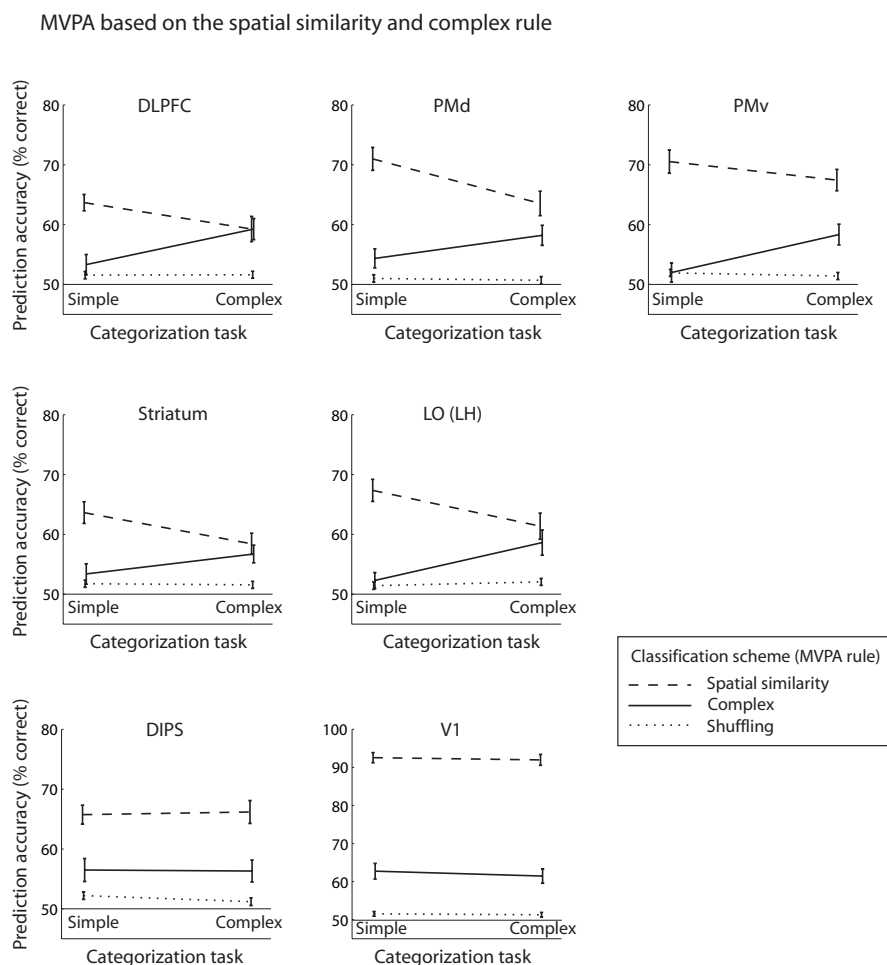 MVPA based on the spatial similarity and complex rule
DLPFC
PMd
PMv
Prediction accuracy (% correct)
80
70
60
50
Simple
Complex
Categorization task
80
70
60
50
Simple
Complex
Categorization task
80
70
60
50
Simple
Complex
Categorization task
Striatum
LO (LH)
Prediction accuracy (% correct)
80
70
60
50
Simple
Complex
Categorization task
80
70
60
50
Simple
Complex
Categorization task
Classification scheme (MVPA rule)
Spatial similarity
Complex
Shuffling
DIPS
V1
Prediction accuracy (% correct)
80
70
60
50
Simple
Complex
Categorization task
100
90
80
70
60
50
Simple
Complex
Categorization task